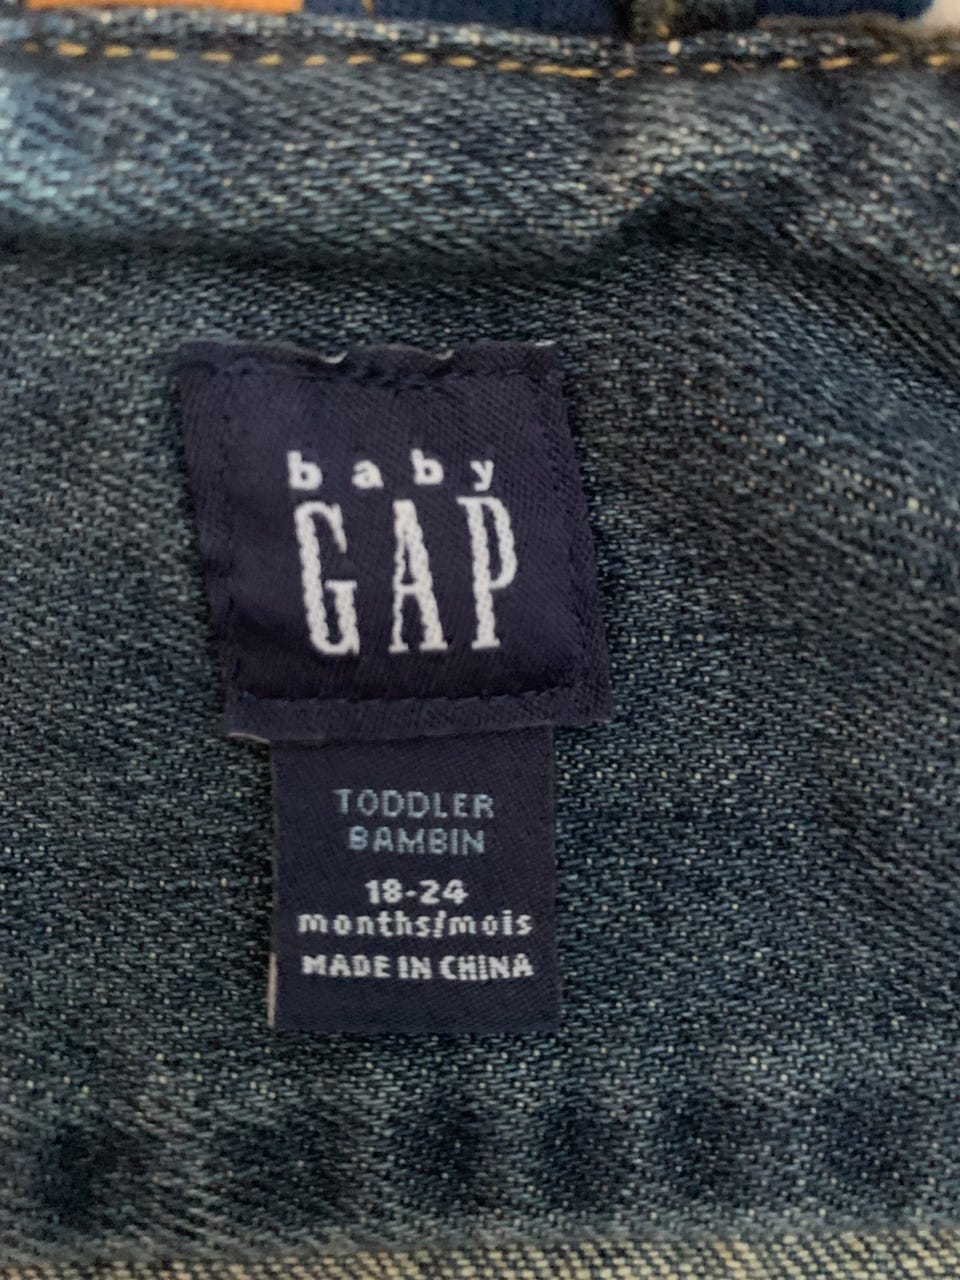 baby
GAP
TODDLER
BAMBIN
18-24
months/mois
MADE IN CHINA